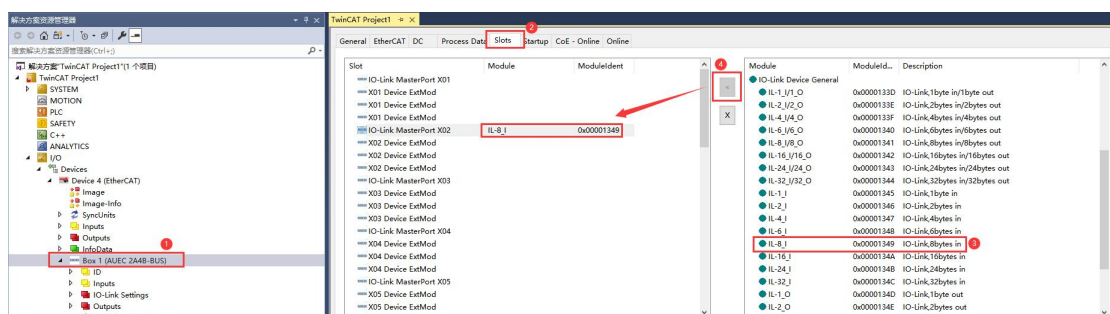 解决方案资源管理器
搜索解决方案资源管理器(Ctrl+;)
解决方案"TwinCAT Project1"(1 个项目)
TwinCAT Project1
SYSTEM
MOTION
PLC
SAFETY
C++
ANALYTICS
I/O
Devices
Device 4 (EtherCAT)
Image
Image-Info
SyncUnits
Inputs
Outputs
InfoData
1
Box 1 (AUEC 2A4B-BUS)
ID
Inputs
IO-Link Settings
Outputs
TwinCAT Project1
2
General EtherCAT DC Process Data Slots Startup CoE - Online Online
Slot Module ModuleIdent
IO-Link MasterPort X01
X01 Device ExtMod
X01 Device ExtMod
X01 Device ExtMod
IO-Link MasterPort X02 IL-8_I 0x00001349
X02 Device ExtMod
X02 Device ExtMod
X02 Device ExtMod
IO-Link MasterPort X03
X03 Device ExtMod
X03 Device ExtMod
X03 Device ExtMod
IO-Link MasterPort X04
X04 Device ExtMod
X04 Device ExtMod
X04 Device ExtMod
IO-Link MasterPort X05
X05 Device ExtMod
X05 Device ExtMod
4
<
X
Module ModuleId... Description
IO-Link Device General
IL-1_I/1_O 0x0000133D IO-Link,1byte in/1byte out
IL-2_I/2_O 0x0000133E IO-Link,2bytes in/2bytes out
IL-4_I/4_O 0x0000133F IO-Link,4bytes in/4bytes out
IL-6_I/6_O 0x00001340 IO-Link,6bytes in/6bytes out
IL-8_I/8_O 0x00001341 IO-Link,8bytes in/8bytes out
IL-16_I/16_O 0x00001342 IO-Link,16bytes in/16bytes out
IL-24_I/24_O 0x00001343 IO-Link,24bytes in/24bytes out
IL-32_I/32_O 0x00001344 IO-Link,32bytes in/32bytes out
IL-1_I 0x00001345 IO-Link,1byte in
IL-2_I 0x00001346 IO-Link,2bytes in
IL-4_I 0x00001347 IO-Link,4bytes in
IL-6_I 0x00001348 IO-Link,6bytes in
IL-8_I 0x00001349 IO-Link,8bytes in 3
IL-16_I 0x0000134A IO-Link,16bytes in
IL-24_I 0x0000134B IO-Link,24bytes in
IL-32_I 0x0000134C IO-Link,32bytes in
IL-1_O 0x0000134D IO-Link,1byte out
IL-2_O 0x0000134E IO-Link,2bytes out